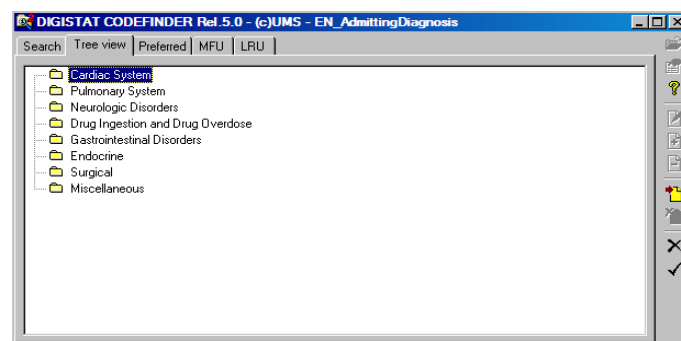 DIGISTAT CODEFINDER Rel.5.0 - (c)UMS - EN_AdmittingDiagnosis
Search Tree view Preferred MFU LRU
Cardiac System
Pulmonary System
Neurologic Disorders
Drug Ingestion and Drug Overdose
Gastrointestinal Disorders
Endocrine
Surgical
Miscellaneous